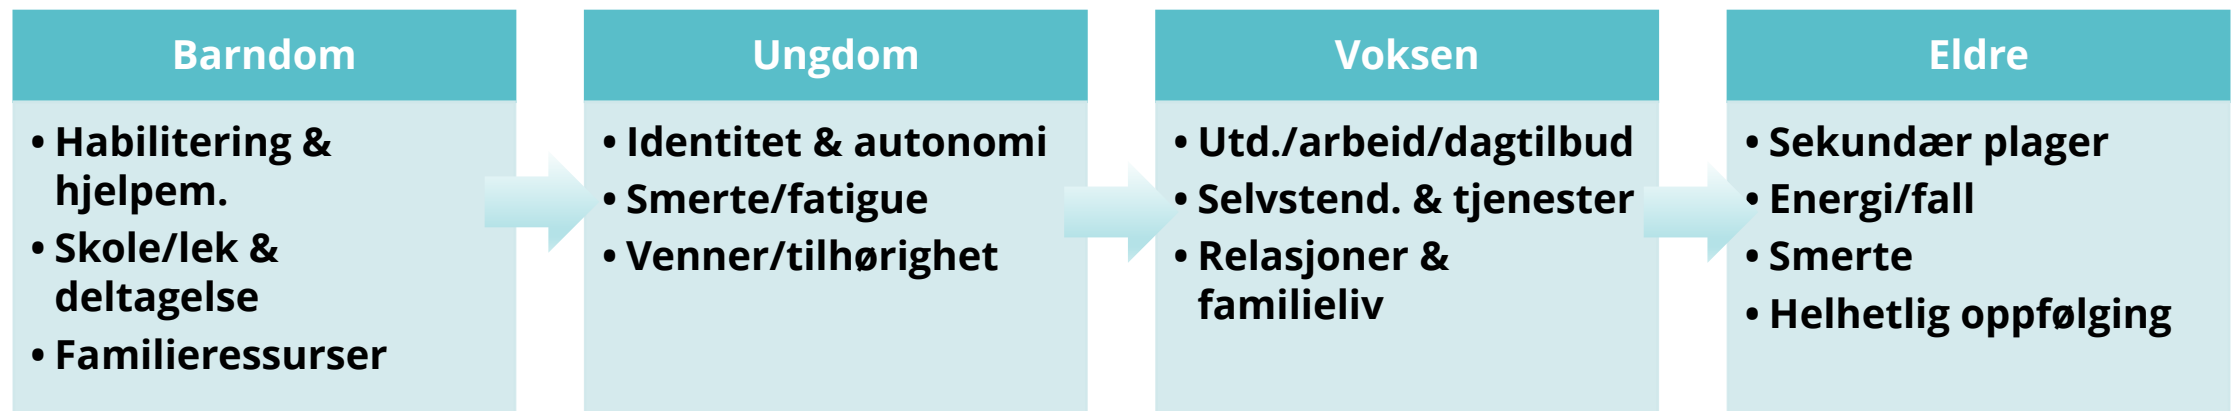 Barndom
• Habilitering &
hjelpem.
• Skole/lek &
deltagelse
• Familieressurser
Ungdom
• Identitet & autonomi
• Smerte/fatigue
• Venner/tilhørighet
Voksen
• Utd./arbeid/dagtilbud
• Selvstend. & tjenester
• Relasjoner &
familieliv
Eldre
• Sekundær plager
• Energi/fall
• Smerte
• Helhetlig oppfølging